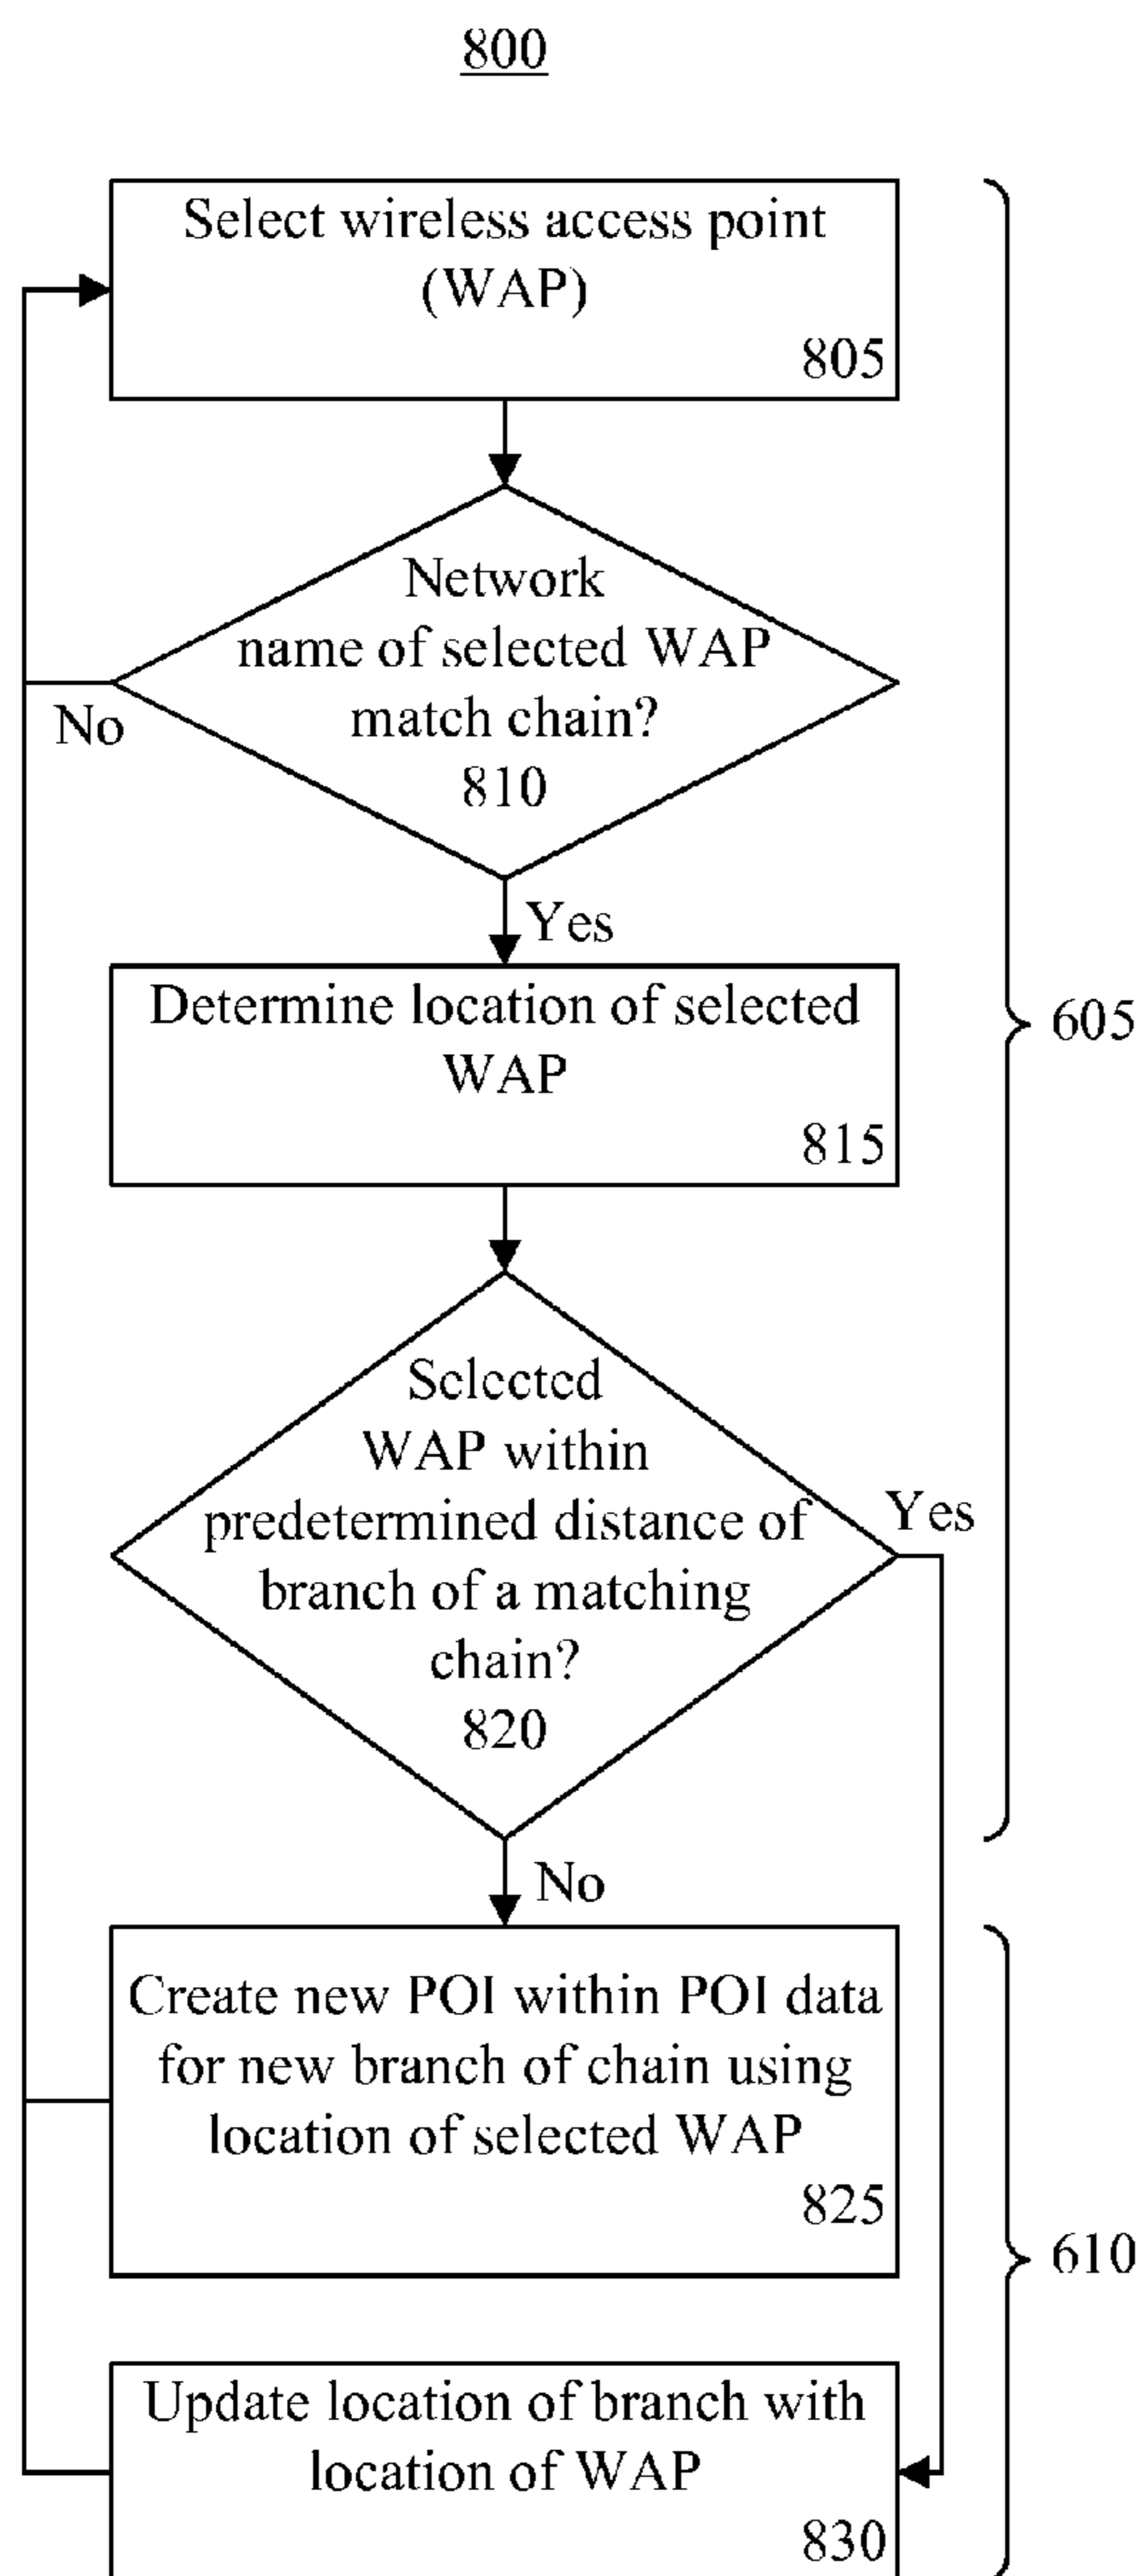 800
Select wireless access point
(WAP)
805
Network
name of selected WAP
match chain?
810
No
Yes
Determine location of selected
WAP
815
605
Selected
WAP within
predetermined distance of
branch of a matching
chain?
820
Yes
No
Create new POI within POI data
for new branch of chain using
location of selected WAP
825
610
Update location of branch with
location of WAP
830